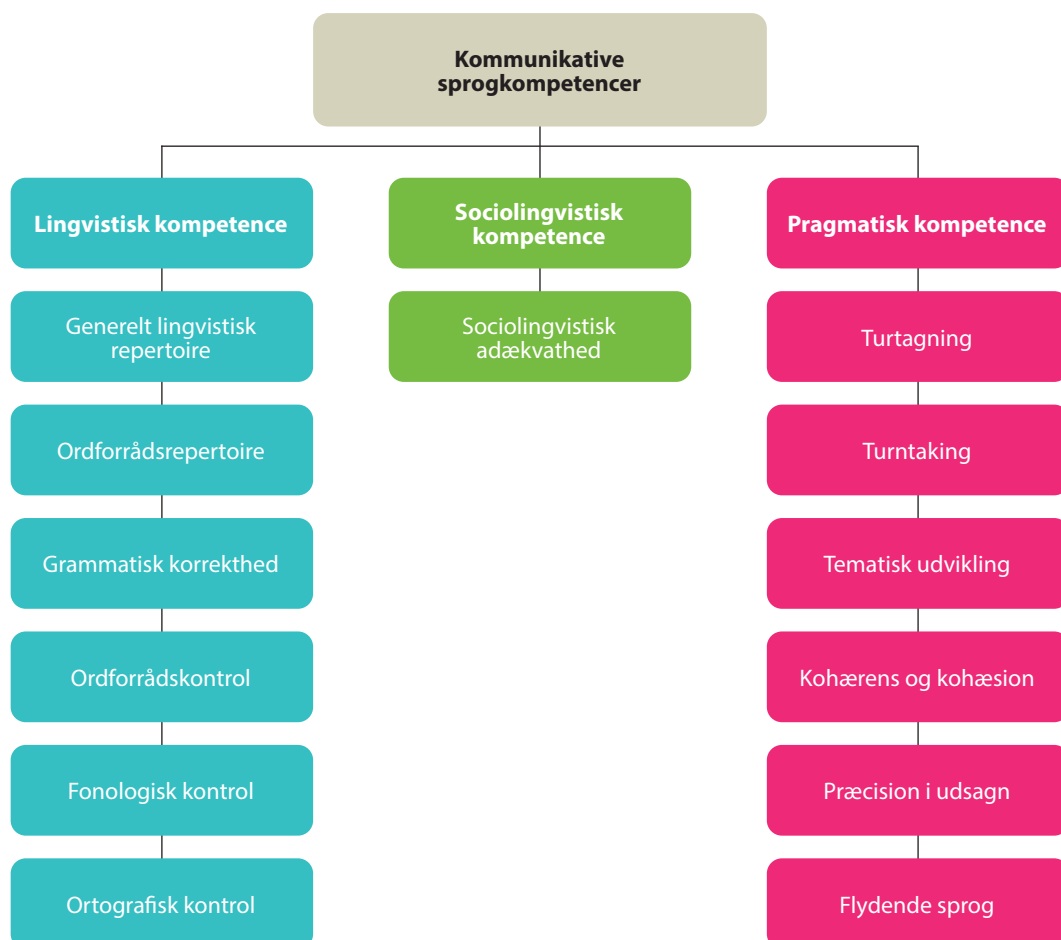 Kommunikative
sprogkompetencer
Lingvistisk kompetence
Generelt lingvistisk
repertoire
Ordforrådsrepertoire
Grammatisk korrekthed
Ordforrådskontrol
Fonologisk kontrol
Ortografisk kontrol
Sociolingvistisk
kompetence
Sociolingvistisk
adækvathed
Pragmatisk kompetence
Turtagning
Turntaking
Tematisk udvikling
Kohærens og kohæsion
Præcision i udsagn
Flydende sprog